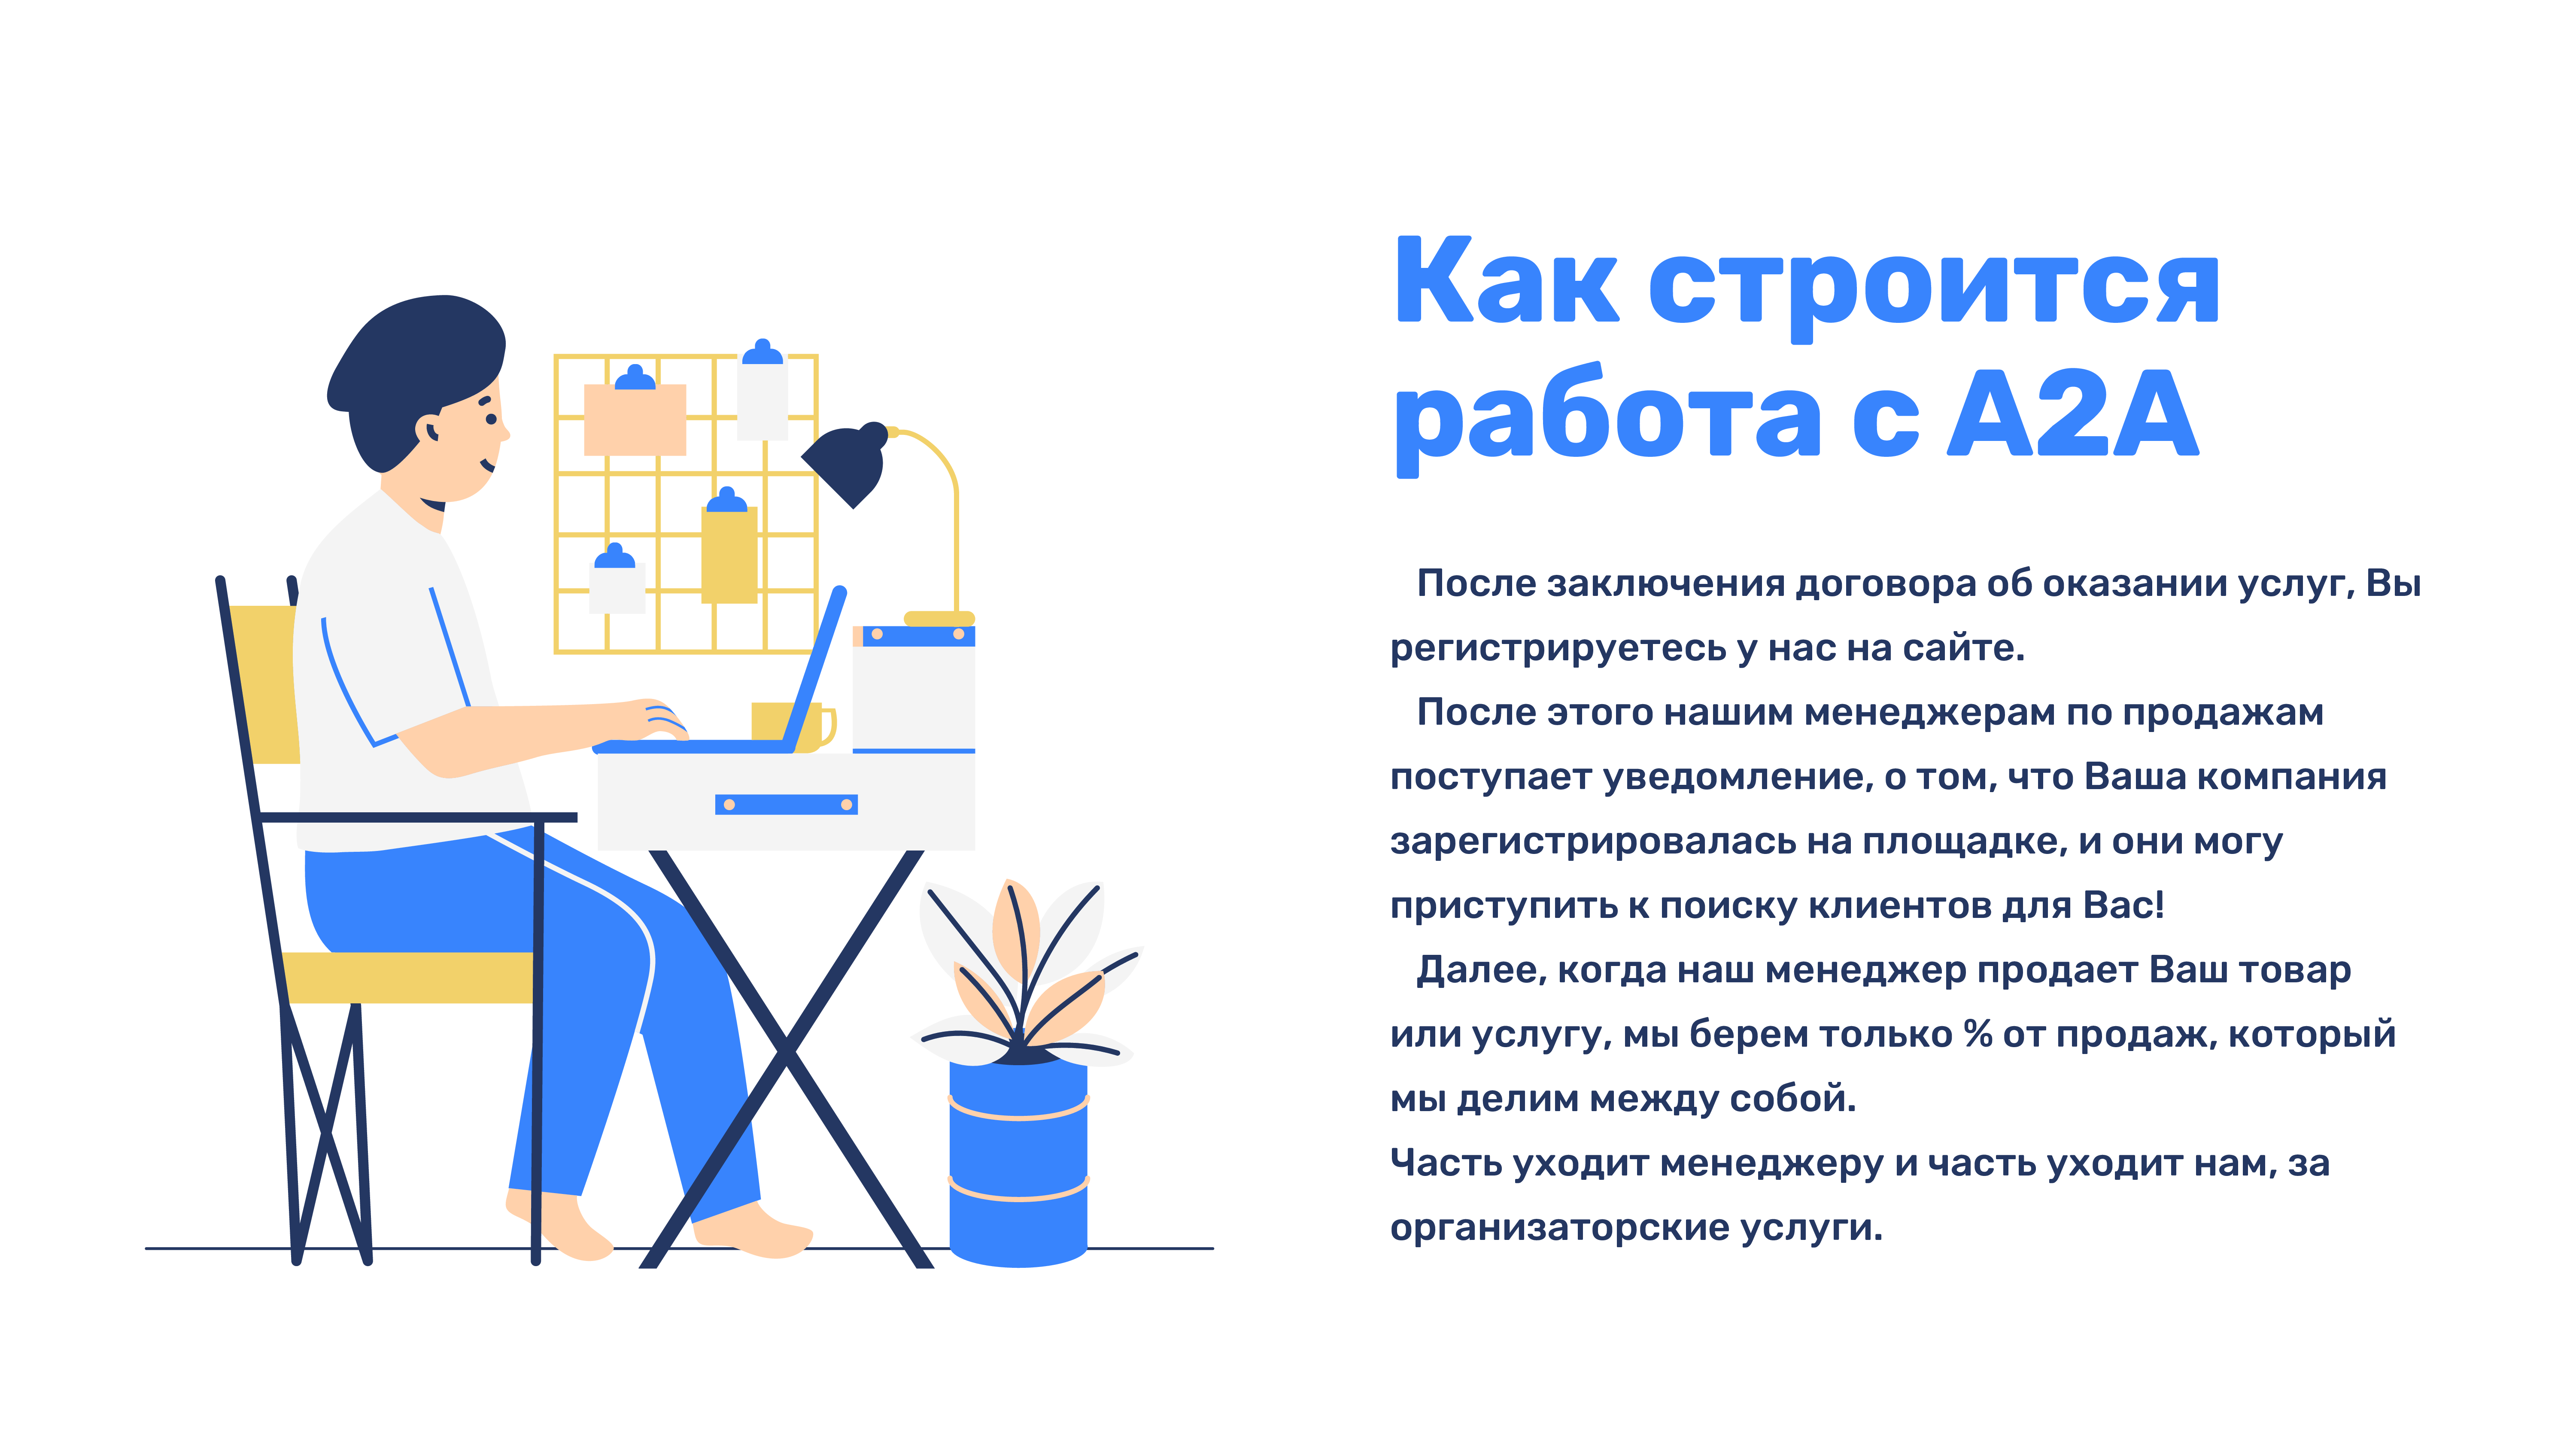 Как строится
работа с А2А
После заключения договора об оказании услуг, Вы
регистрируетесь у нас на сайте.
После этого нашим менеджерам по продажам
поступает уведомление, о том, что Ваша компания
зарегистрировалась на площадке, и они могу
приступить к поиску клиентов для Вас!
Далее, когда наш менеджер продает Ваш товар
или услугу, мы берем только % от продаж, который
мы делим между собой.
Часть уходит менеджеру и часть уходит нам, за
организаторские услуги.